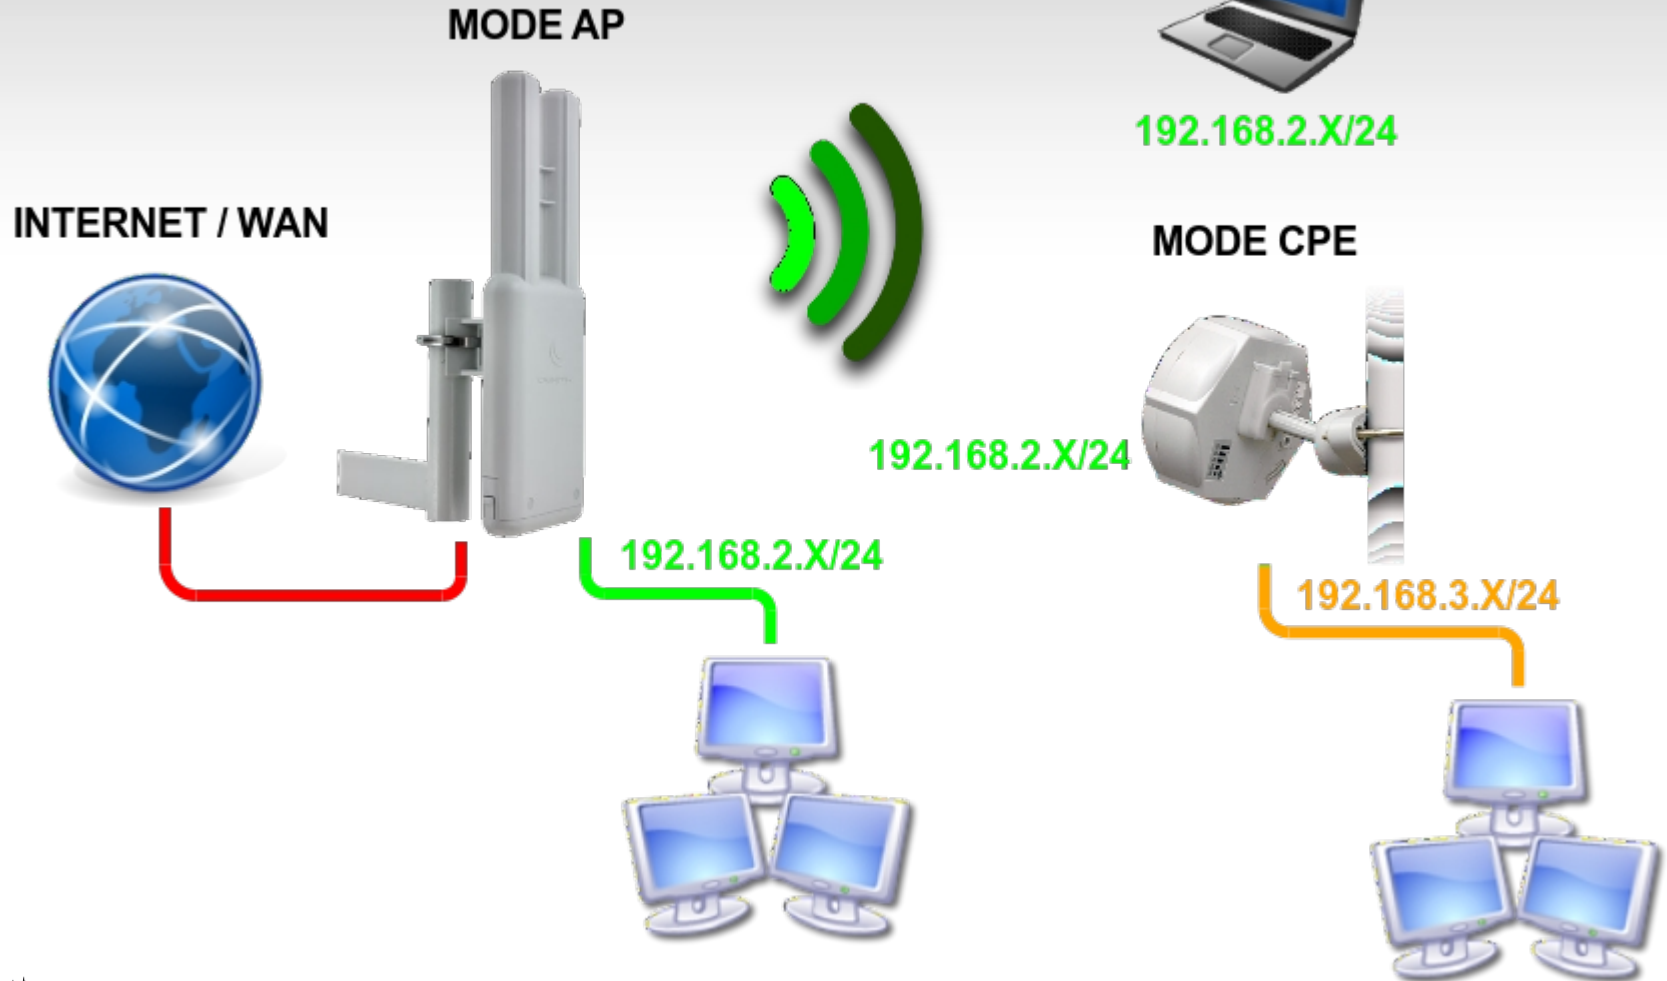 MODE AP
192.168.2.X/24
INTERNET / WAN
MODE CPE
192.168.2.X/24
192.168.2.X/24
192.168.3.X/24